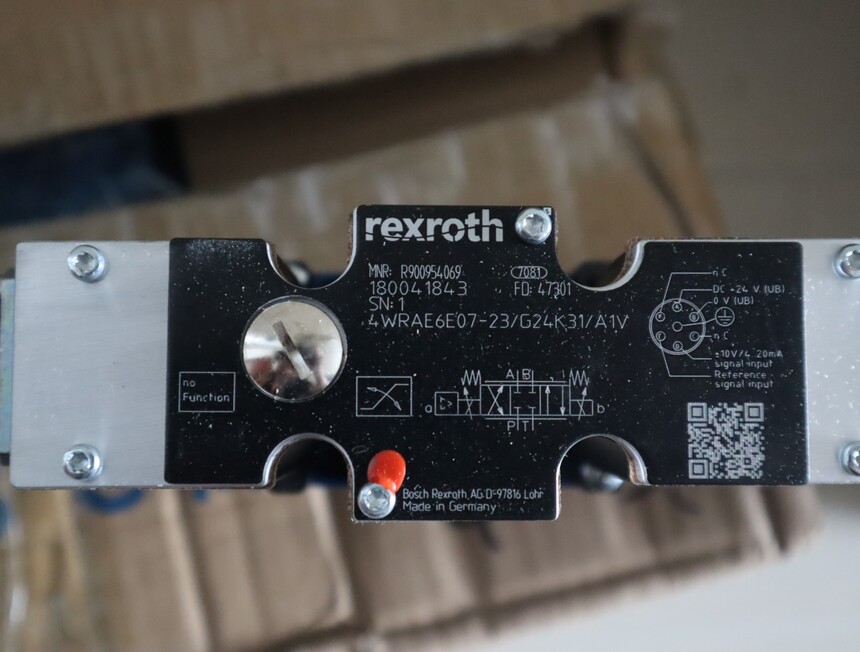 rexroth
MNR: R900954069
7081
180041843
FD: 47301
SN: 1
4WRAE6E07-23/G24K31/A1V
no
Function
a
A B
P T
b
n C
DC +24 V (UB)
0 V (UB)
n C
±10V/4 20mA
signal input
Reference
signal input
Bosch Rexroth, AG D-97816 Lohr
Made in Germany